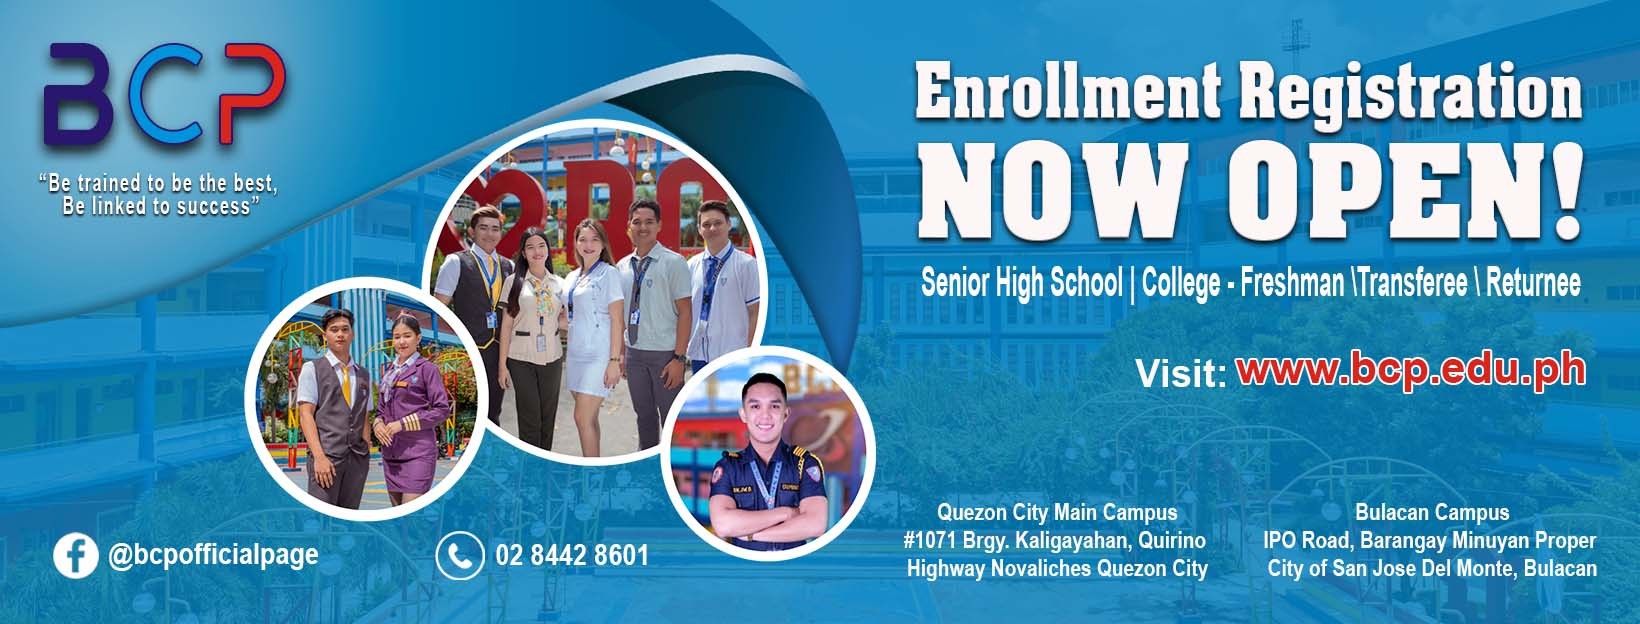 BCP
“Be trained to be the best,
Be linked to success”
Enrollment Registration
NOW OPEN!
Senior High School | College - Freshman \Transferee \ Returnee
Visit: www.bcp.edu.ph
@bcpofficialpage
02 8442 8601
Quezon City Main Campus
#1071 Brgy. Kaligayahan, Quirino
Highway Novaliches Quezon City
Bulacan Campus
IPO Road, Barangay Minuyan Proper
City of San Jose Del Monte, Bulacan